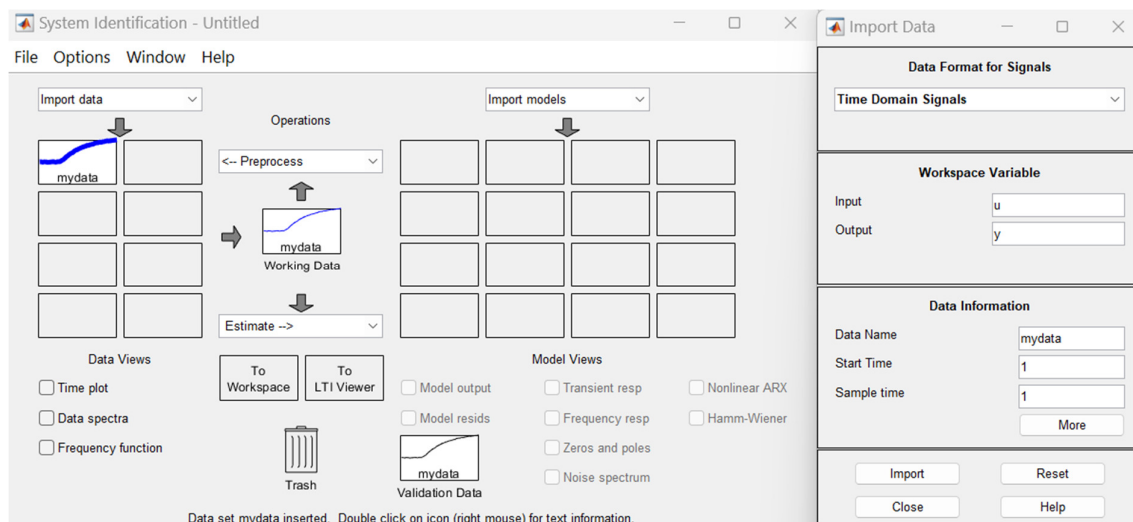 System Identification - Untitled
File Options Window Help
Import data
Import models
Operations
mydata
<-- Preprocess
mydata
Working Data
Estimate -->
Data Views
Time plot
Data spectra
Frequency function
To
Workspace
To
LTI Viewer
Trash
Model Views
Model output
Transient resp
Nonlinear ARX
Model resids
Frequency resp
Hamm-Wiener
Zeros and poles
Noise spectrum
mydata
Validation Data
Data set mydata inserted. Double click on icon (right mouse) for text information.
Import Data
Data Format for Signals
Time Domain Signals
Workspace Variable
Input
u
Output
y
Data Information
Data Name
mydata
Start Time
1
Sample time
1
More
Import
Reset
Close
Help